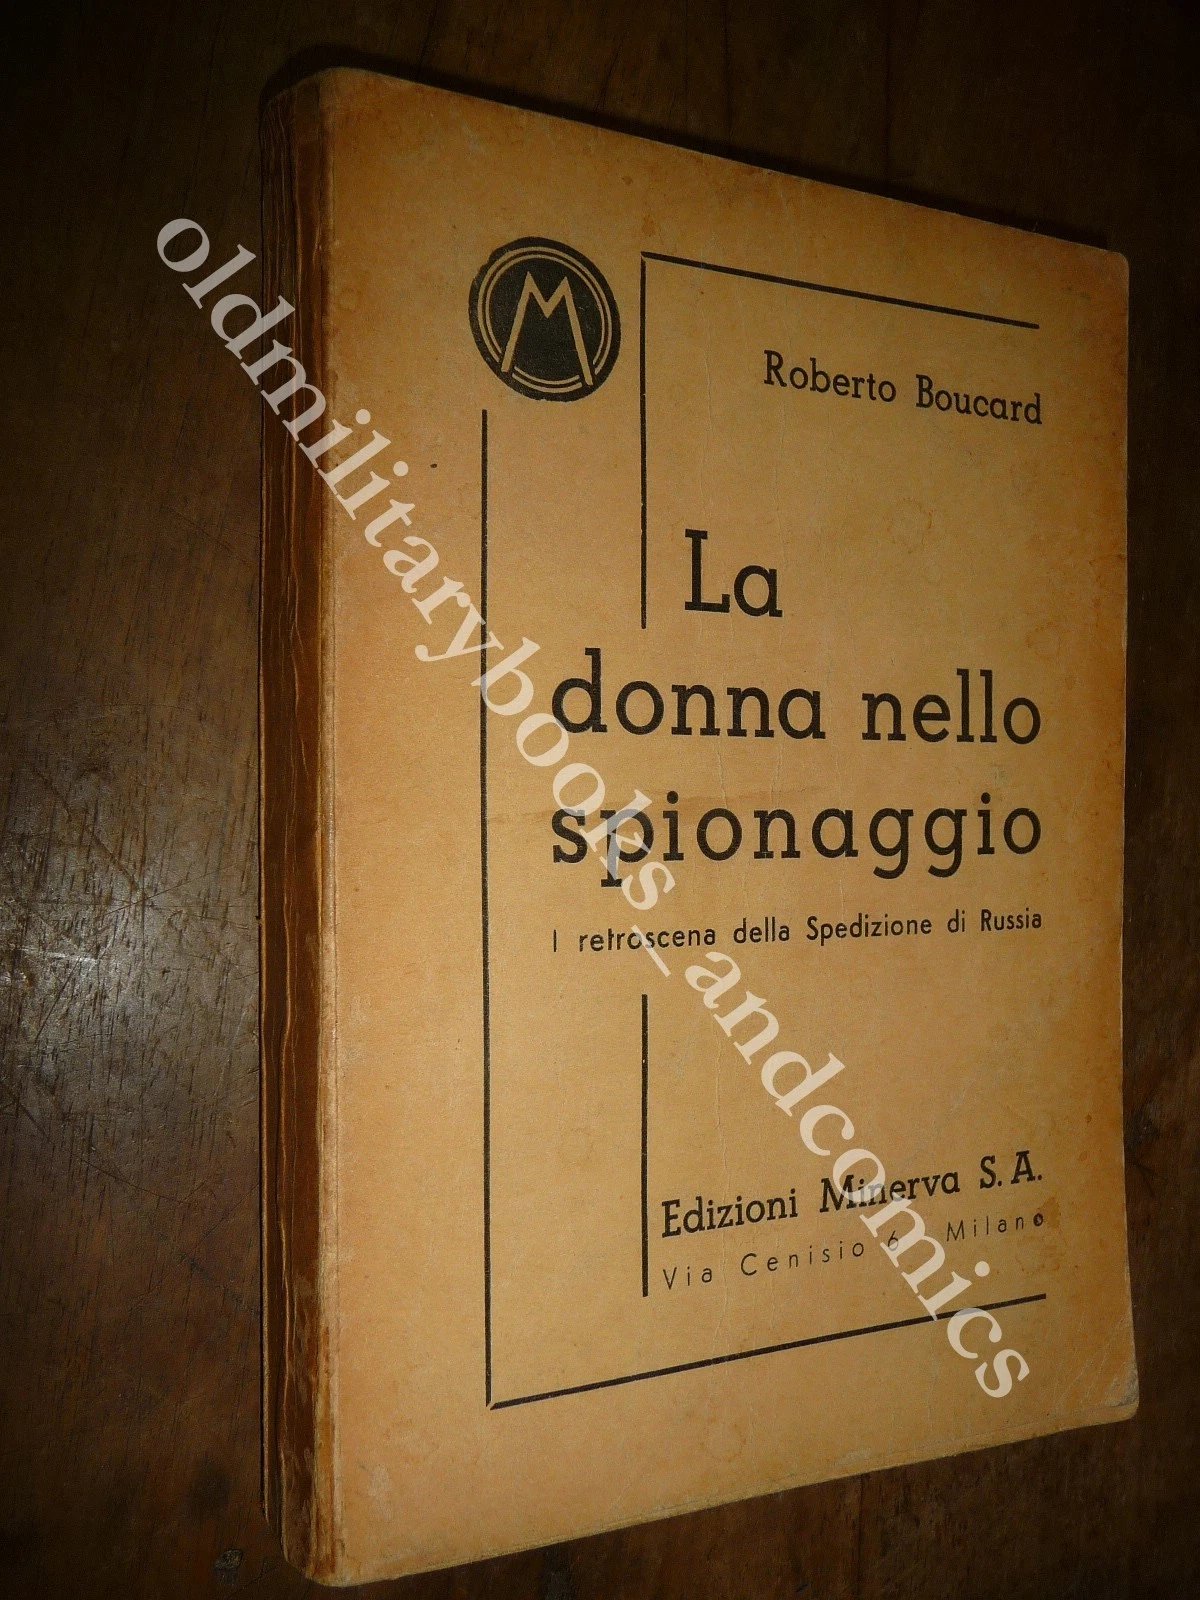 M
Roberto Boucard
La
donna nello
spionaggio
I retroscena della Spedizione di Russia
Edizioni Minerva S. A.
Via Cenisio 6 Milano
oldmilitarybooks_andcomics